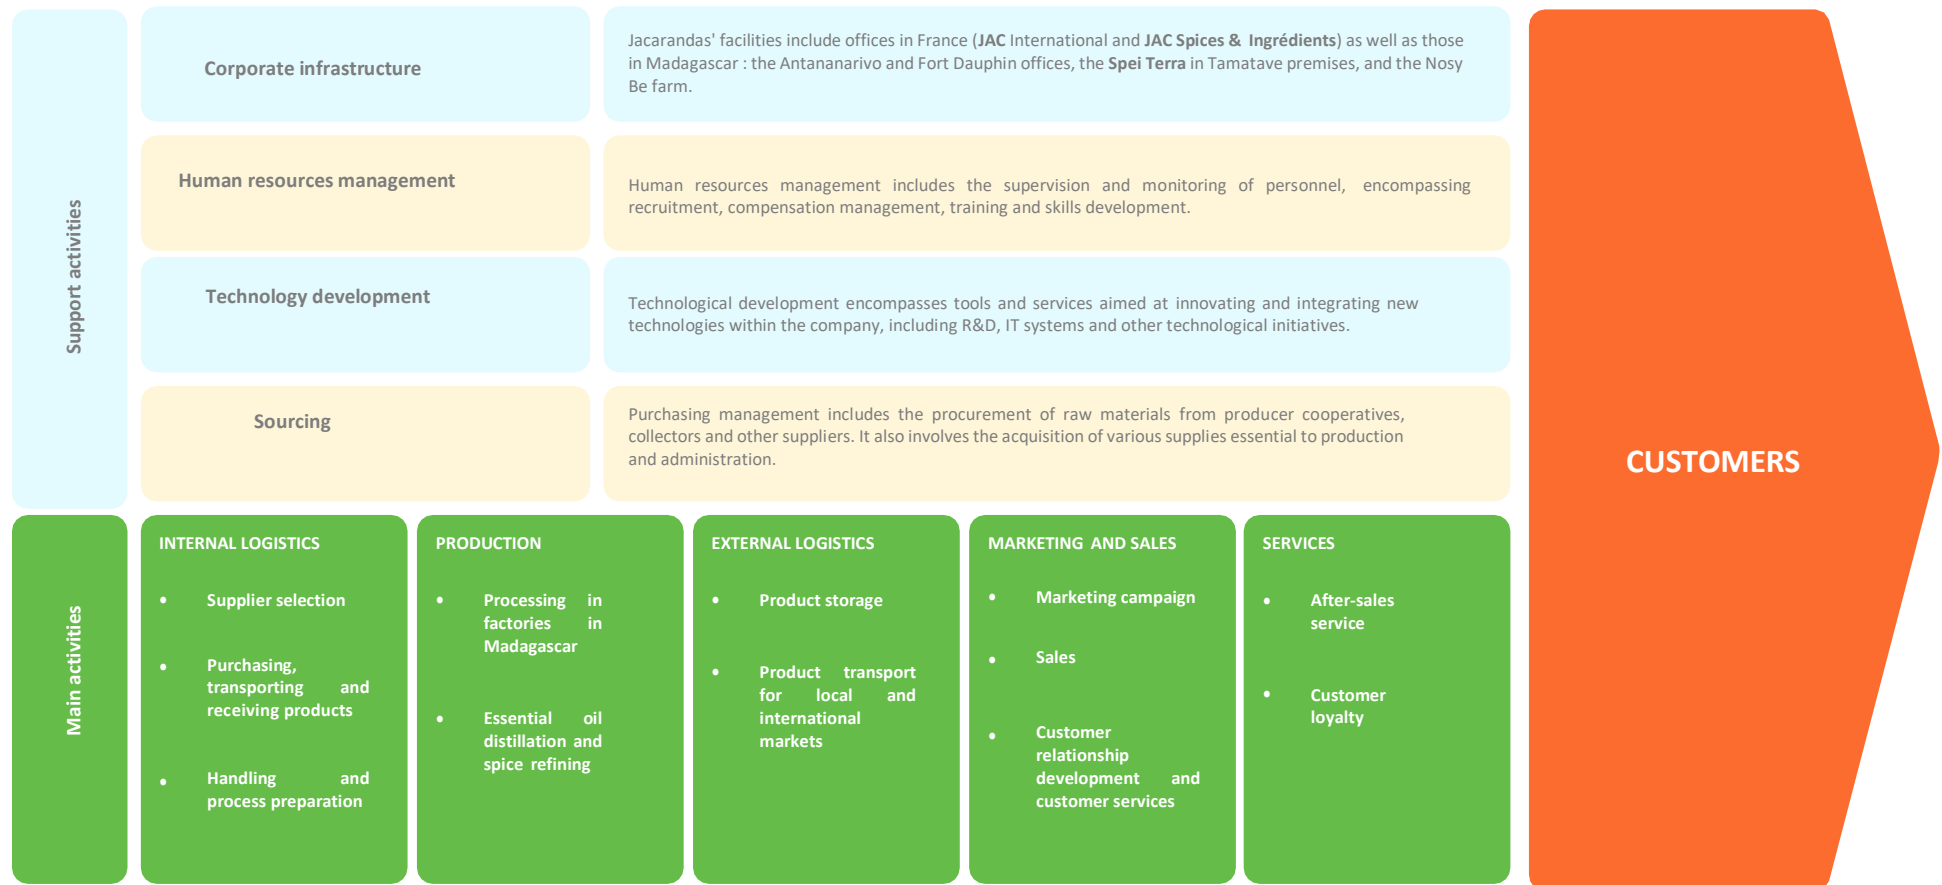 Support activities
Corporate infrastructure
Jacarandas' facilities include offices in France (JAC International and JAC Spices & Ingrédients) as well as those
in Madagascar : the Antananarivo and Fort Dauphin offices, the Spei Terra in Tamatave premises, and the Nosy
Be farm.
Human resources management
Human resources management includes the supervision and monitoring of personnel, encompassing
recruitment, compensation management, training and skills development.
Technology development
Technological development encompasses tools and services aimed at innovating and integrating new
technologies within the company, including R&D, IT systems and other technological initiatives.
Sourcing
Purchasing management includes the procurement of raw materials from producer cooperatives,
collectors and other suppliers. It also involves the acquisition of various supplies essential to production
and administration.
Main activities
INTERNAL LOGISTICS
• Supplier selection
• Purchasing,
transporting and
receiving products
• Handling and
process preparation
PRODUCTION
• Processing in
factories in
Madagascar
• Essential oil
distillation and
spice refining
EXTERNAL LOGISTICS
• Product storage
• Product transport
for local and
international
markets
MARKETING AND SALES
• Marketing campaign
• Sales
• Customer
relationship
development and
customer services
SERVICES
• After-sales
service
• Customer
loyalty
CUSTOMERS